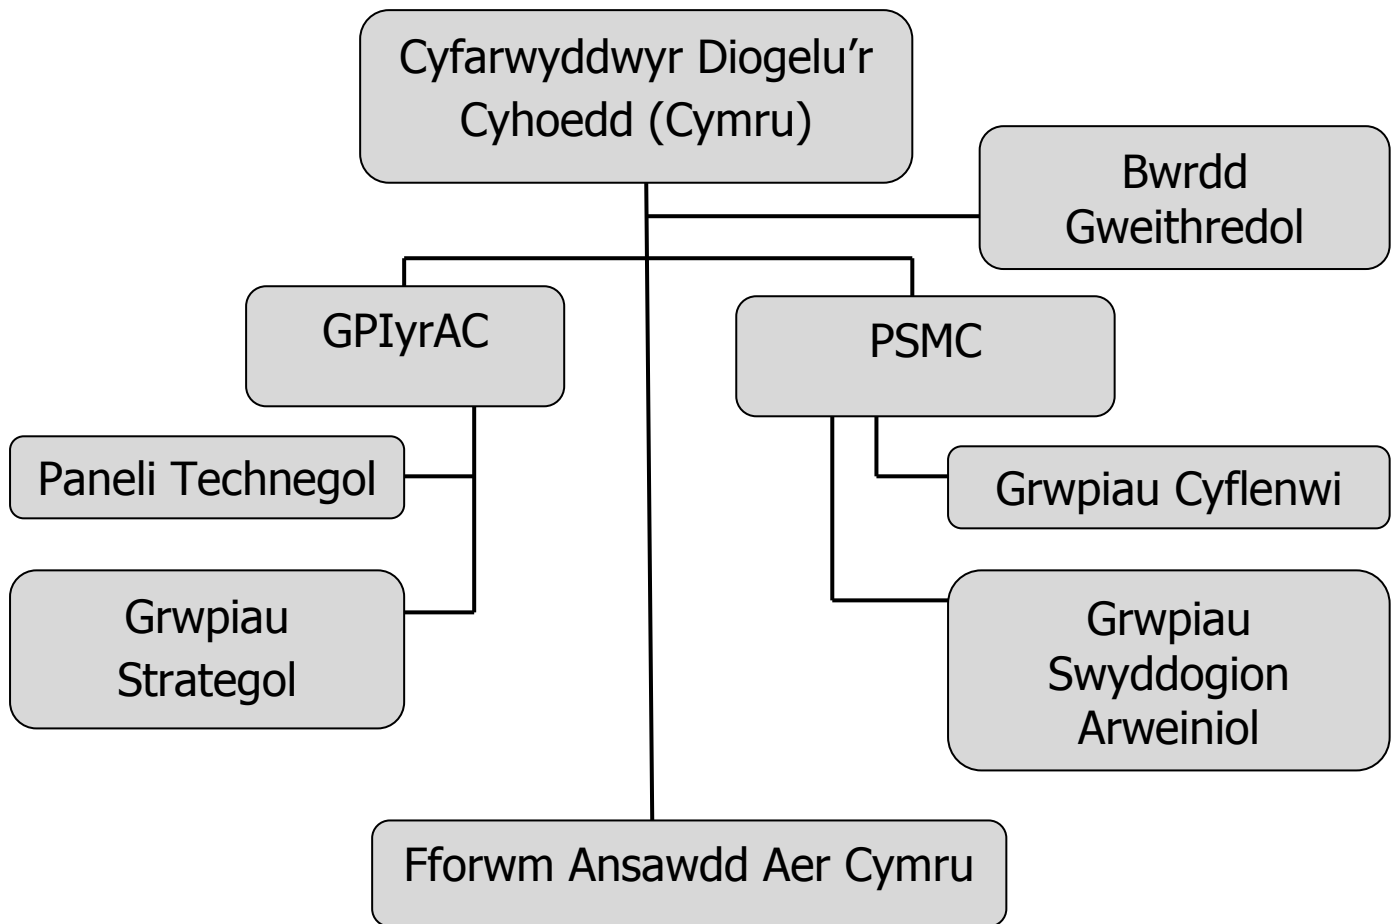 Cyfarwyddwyr Diogelu’r
Cyhoedd (Cymru)
Bwrdd
Gweithredol
GPIyrAC
PSMC
Paneli Technegol
Grwpiau Cyflenwi
Grwpiau
Strategol
Grwpiau
Swyddogion
Arweiniol
Fforwm Ansawdd Aer Cymru